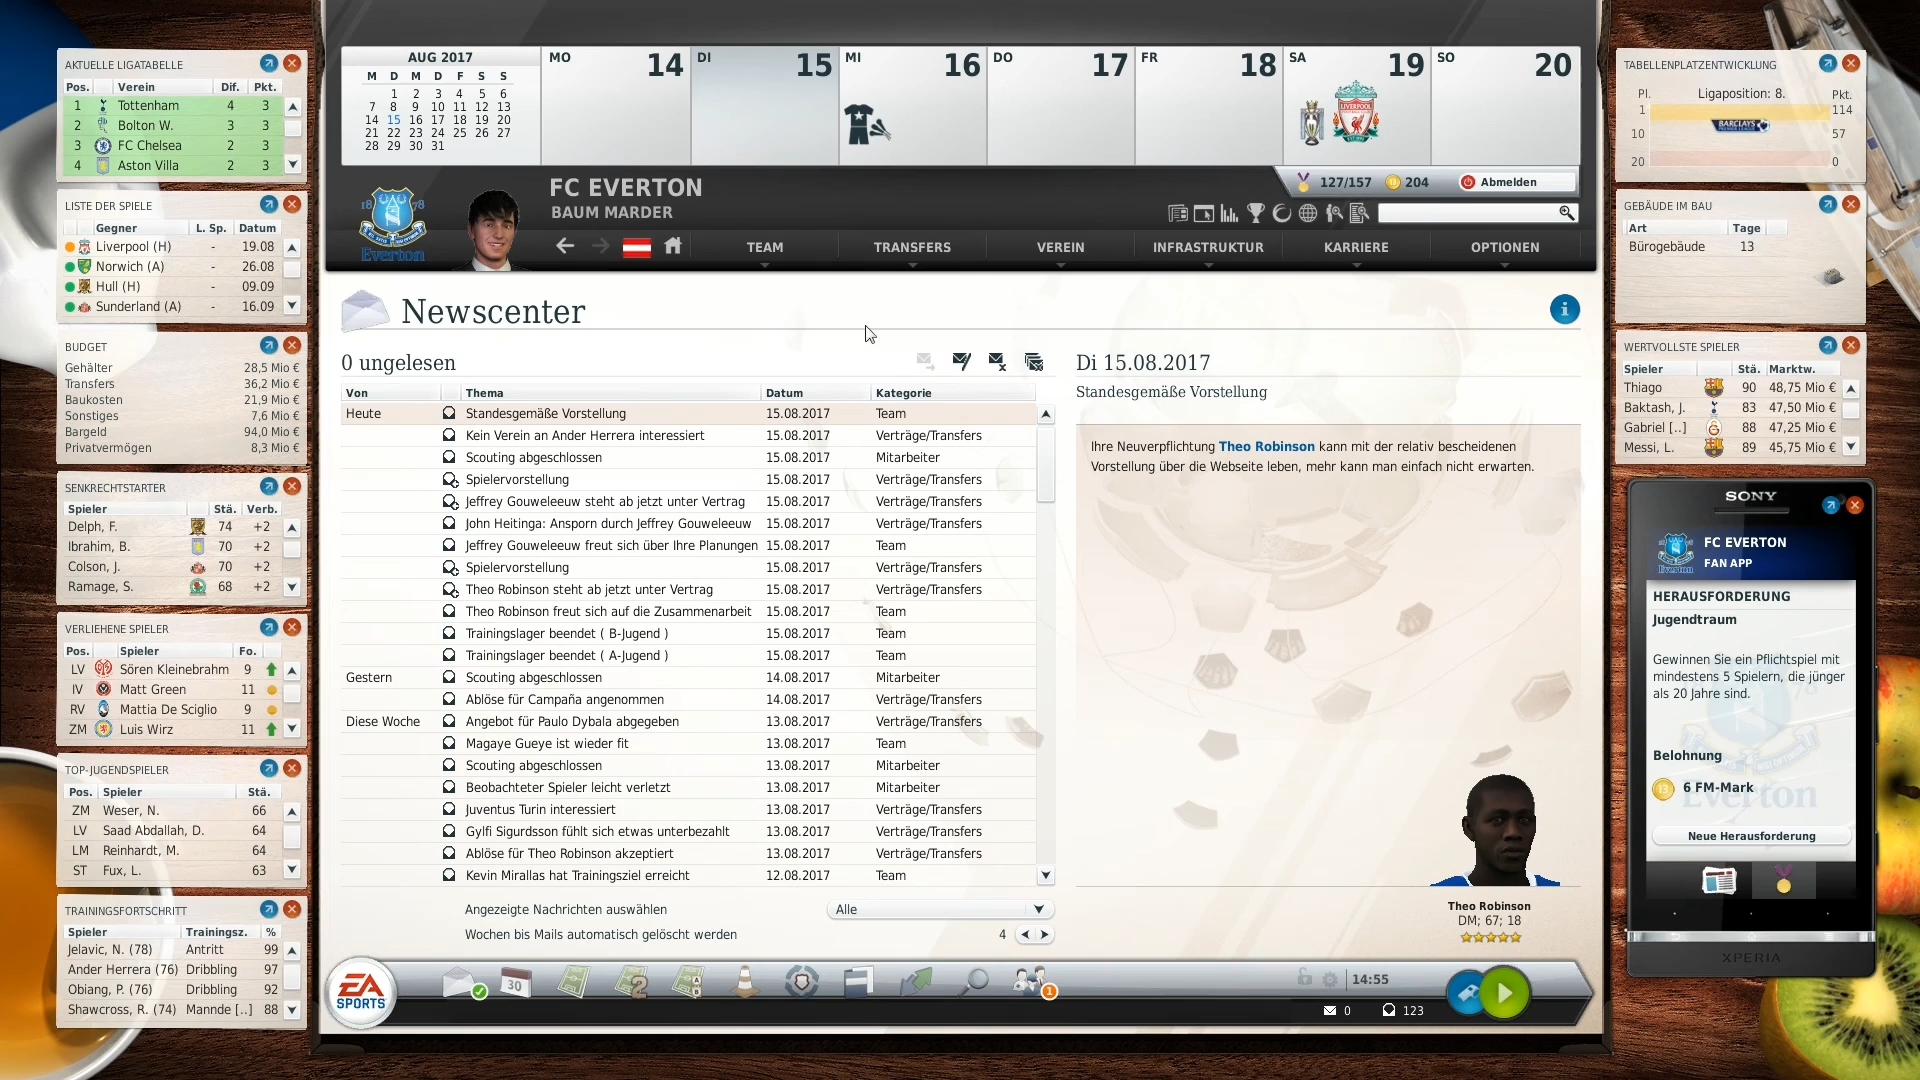 AKTUELLE LIGATABELLE
Pos. Verein Dif. Pkt.
1 Tottenham 4 3
2 Bolton W. 3 3
3 FC Chelsea 2 3
4 Aston Villa 2 3
LISTE DER SPIELE
Gegner L. Sp. Datum
Liverpool (H) - 19.08
Norwich (A) - 26.08
Hull (H) - 09.09
Sunderland (A) - 16.09
BUDGET
Gehälter 28,5 Mio €
Transfers 36,2 Mio €
Baukosten 21,9 Mio €
Sonstiges 7,6 Mio €
Bargeld 94,0 Mio €
Privatvermögen 8,3 Mio €
SENKRECHTSTARTER
Spieler Stä. Verb.
Delph, F. 74 +2
Ibrahim, B. 70 +2
Colson, J. 70 +2
Ramage, S. 68 +2
VERLIEHENE SPIELER
Pos. Spieler Fo.
LV Sören Kleinebrahm 9
IV Matt Green 11
RV Mattia De Sciglio 9
ZM Luis Wirz 11
TOP-JUGENDSPIELER
Pos. Spieler Stä.
ZM Weser, N. 66
LV Saad Abdallah, D. 64
LM Reinhardt, M. 64
ST Fux, L. 63
TRAININGSFORTSCHRITT
Spieler Trainingsz. %
Jelavic, N. (78) Antritt 99
Ander Herrera (76) Dribbling 97
Obiang, P. (76) Dribbling 92
Shawcross, R. (74) Mannde [..] 88
AUG 2017
M D M D F S S
1 2 3 4 5 6
7 8 9 10 11 12 13
14 15 16 17 18 19 20
21 22 23 24 25 26 27
28 29 30 31
MO 14
DI 15
MI 16
DO 17
FR 18
SA 19
SO 20
LIVERPOOL
18 78
Everton
FC EVERTON
BAUM MARDER
127/157 204 Abmelden
TEAM TRANSFERS VEREIN INFRASTRUKTUR KARRIERE OPTIONEN
Newscenter
i
0 ungelesen
Von Thema Datum Kategorie
Heute Standesgemäße Vorstellung 15.08.2017 Team
Kein Verein an Ander Herrera interessiert 15.08.2017 Verträge/Transfers
Scouting abgeschlossen 15.08.2017 Mitarbeiter
Spielervorstellung 15.08.2017 Verträge/Transfers
Jeffrey Gouweleeuw steht ab jetzt unter Vertrag 15.08.2017 Verträge/Transfers
John Heitinga: Ansporn durch Jeffrey Gouweleeuw 15.08.2017 Verträge/Transfers
Jeffrey Gouweleeuw freut sich über Ihre Planungen 15.08.2017 Team
Spielervorstellung 15.08.2017 Verträge/Transfers
Theo Robinson steht ab jetzt unter Vertrag 15.08.2017 Verträge/Transfers
Theo Robinson freut sich auf die Zusammenarbeit 15.08.2017 Team
Trainingslager beendet ( B-Jugend ) 15.08.2017 Team
Trainingslager beendet ( A-Jugend ) 15.08.2017 Team
Gestern Scouting abgeschlossen 14.08.2017 Mitarbeiter
Ablöse für Campaña angenommen 14.08.2017 Verträge/Transfers
Diese Woche Angebot für Paulo Dybala abgegeben 13.08.2017 Verträge/Transfers
Magaye Gueye ist wieder fit 13.08.2017 Team
Scouting abgeschlossen 13.08.2017 Mitarbeiter
Beobachteter Spieler leicht verletzt 13.08.2017 Mitarbeiter
Juventus Turin interessiert 13.08.2017 Verträge/Transfers
Gylfi Sigurdsson fühlt sich etwas unterbezahlt 13.08.2017 Verträge/Transfers
Ablöse für Theo Robinson akzeptiert 13.08.2017 Verträge/Transfers
Kevin Mirallas hat Trainingsziel erreicht 12.08.2017 Team
Angezeigte Nachrichten auswählen Alle
Wochen bis Mails automatisch gelöscht werden 4
Di 15.08.2017
Standesgemäße Vorstellung
Ihre Neuverpflichtung Theo Robinson kann mit der relativ bescheidenen
Vorstellung über die Webseite leben, mehr kann man einfach nicht erwarten.
Theo Robinson
DM; 67; 18
EA
SPORTS
30
2
1
14:55
0 123
TABELLENPLATZENTWICKLUNG
Pl. Ligaposition: 8. Pkt.
1 114
BARCLAYS
10 57
20 0
GEBÄUDE IM BAU
Art Tage
Bürogebäude 13
WERTVOLLSTE SPIELER
Spieler Stä. Marktw.
Thiago 90 48,75 Mio €
Baktash, J. 83 47,50 Mio €
Gabriel [..] 88 47,25 Mio €
Messi, L. 89 45,75 Mio €
SONY
Everton
FC EVERTON
FAN APP
HERAUSFORDERUNG
Jugendtraum
Gewinnen Sie ein Pflichtspiel mit
mindestens 5 Spielern, die jünger
als 20 Jahre sind.
Belohnung
13 6 FM-Mark
Everton
Neue Herausforderung
XPERIA